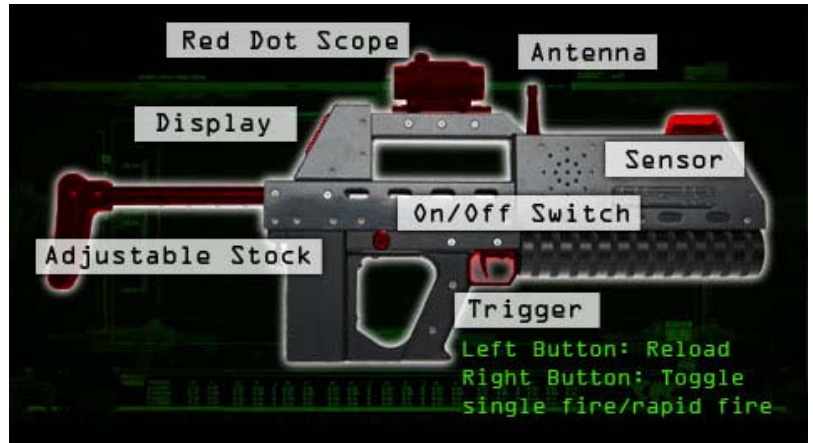 Red Dot Scope
Antenna
Display
Sensor
On/Off Switch
Adjustable Stock
Trigger
Left Button: Reload
Right Button: Toggle
single fire/rapid fire